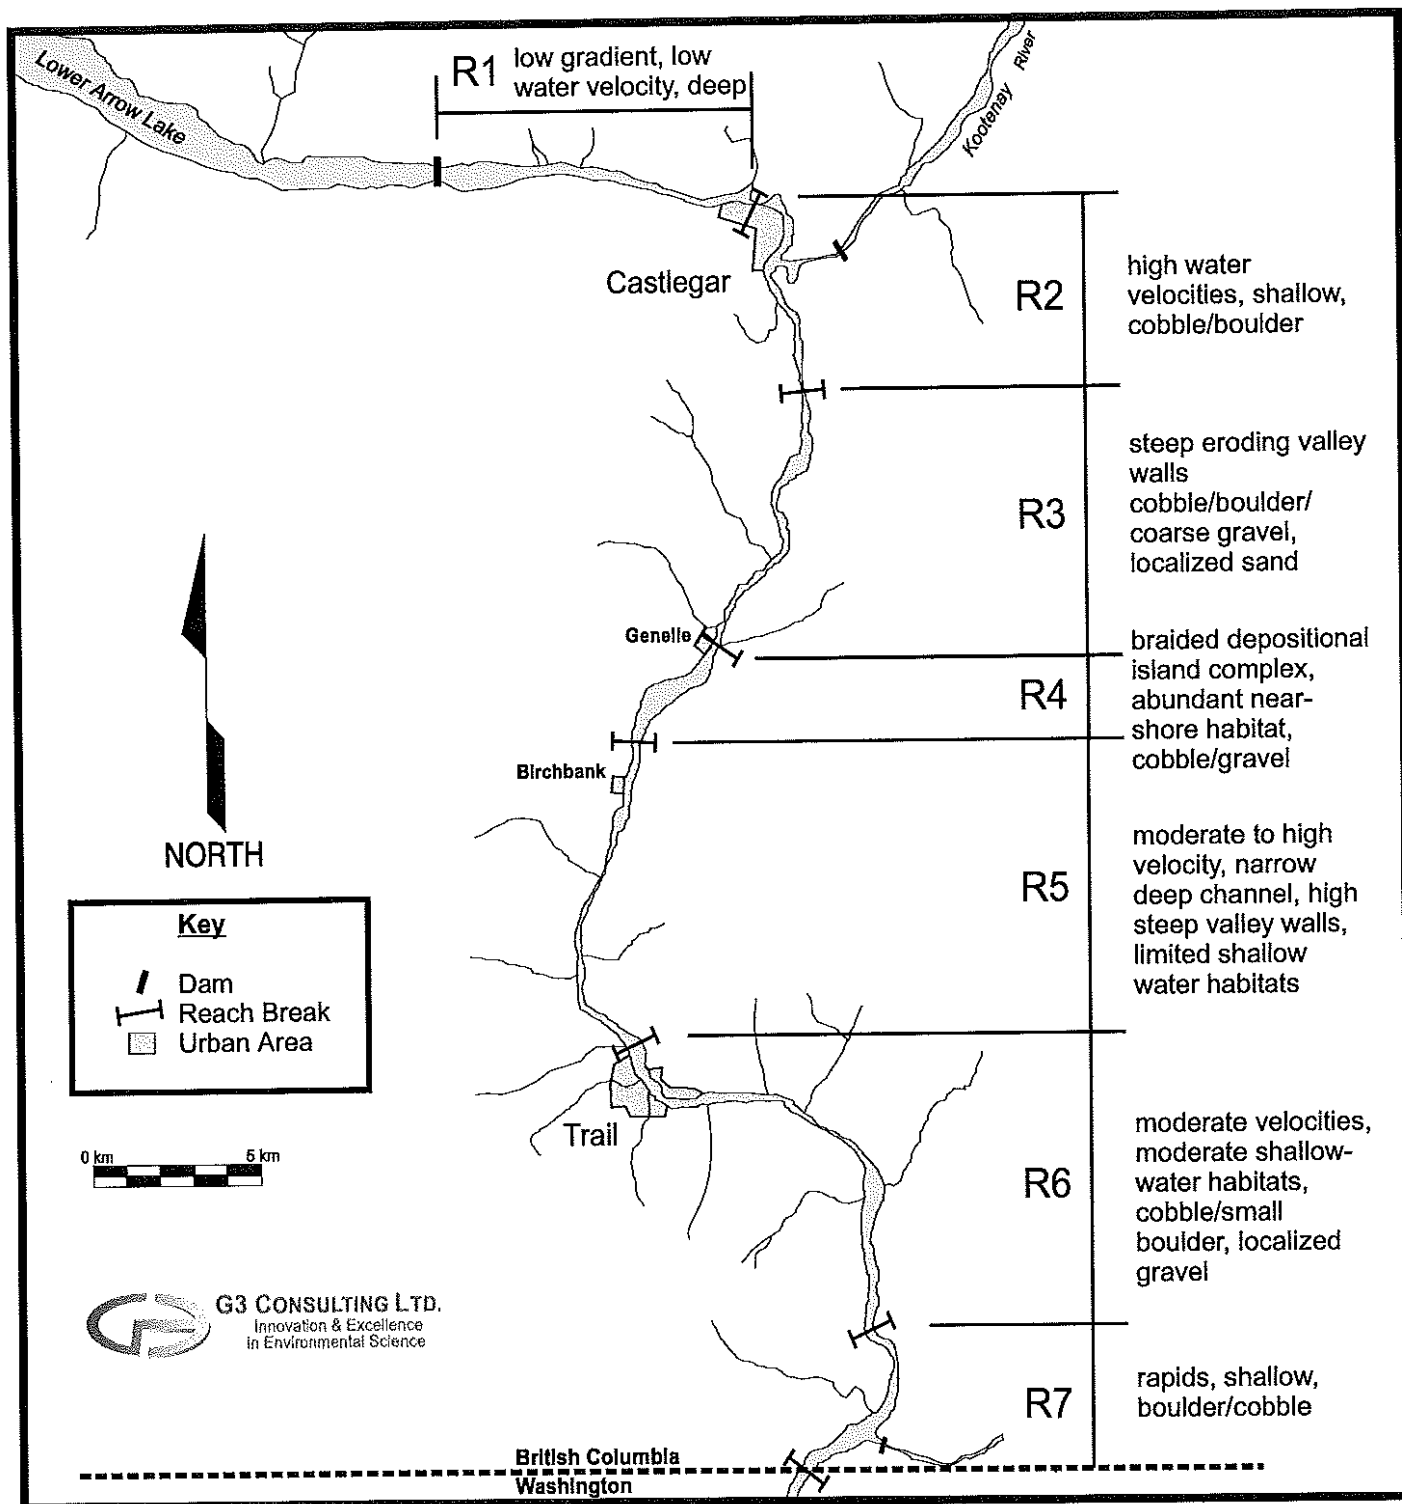 R1
low gradient, low
water velocity, deep
Lower Arrow Lake
Kootenay River
Castlegar
R2
high water
velocities, shallow,
cobble/boulder
R3
steep eroding valley
walls
cobble/boulder/
coarse gravel,
localized sand
Genelle
R4
braided depositional
island complex,
abundant near-
shore habitat,
cobble/gravel
Birchbank
R5
moderate to high
velocity, narrow
deep channel, high
steep valley walls,
limited shallow
water habitats
NORTH
Key
Dam
Reach Break
Urban Area
Trail
0 km 5 km
R6
moderate velocities,
moderate shallow-
water habitats,
cobble/small
boulder, localized
gravel
G3 CONSULTING LTD.
Innovation & Excellence
in Environmental Science
R7
rapids, shallow,
boulder/cobble
British Columbia
Washington